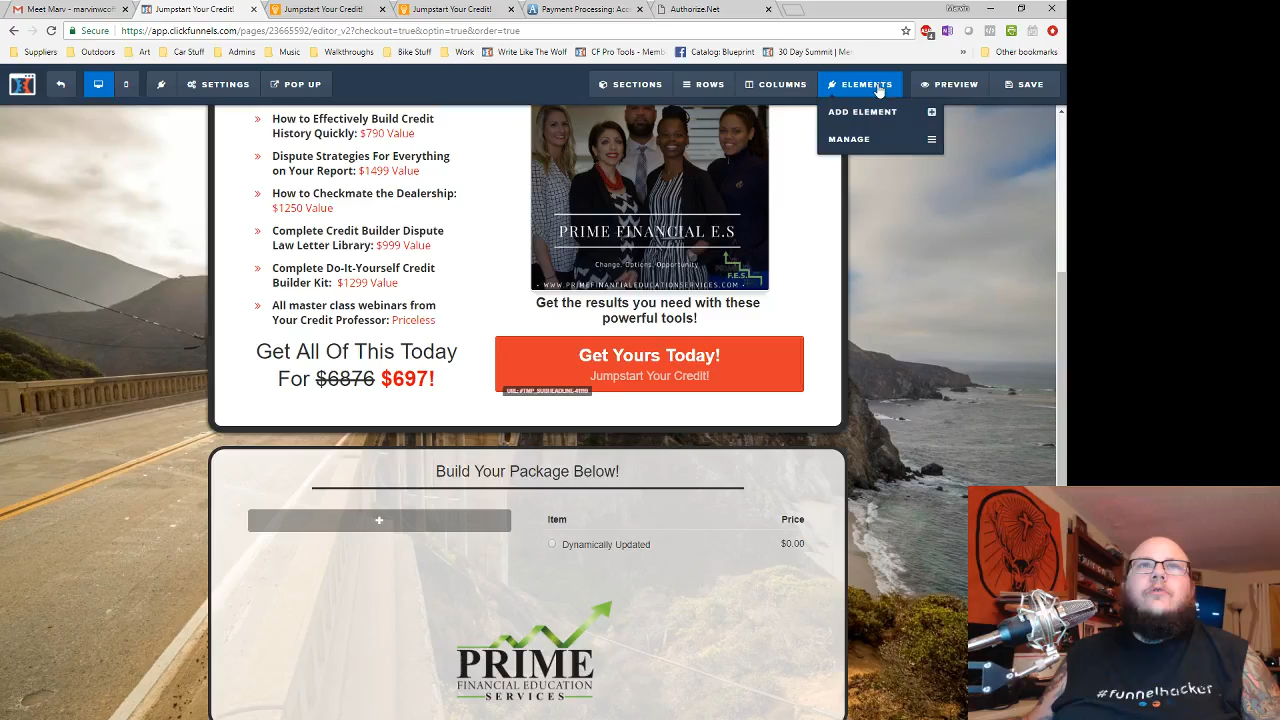 Meet Marv - marvinwcoff
Jumpstart Your Credit!
Jumpstart Your Credit!
Jumpstart Your Credit!
Payment Processing: Acc
Authorize.Net
Marvin
Secure
https://app.clickfunnels.com/pages/23665592/editor_v2?checkout=true&optin=true&order=true
Suppliers
Outdoors
Art
Car Stuff
Admins
Music
Walkthroughs
Bike Stuff
Work
Write Like The Wolf
CF Pro Tools - Memb
Catalog: Blueprint
30 Day Summit | Me
»
Other bookmarks
SETTINGS
POP UP
SECTIONS
ROWS
COLUMNS
ELEMENTS
PREVIEW
SAVE
ADD ELEMENT
MANAGE
How to Effectively Build Credit
History Quickly: $790 Value
Dispute Strategies For Everything
on Your Report: $1499 Value
How to Checkmate the Dealership:
$1250 Value
Complete Credit Builder Dispute
Law Letter Library: $999 Value
Complete Do-It-Yourself Credit
Builder Kit: $1299 Value
All master class webinars from
Your Credit Professor: Priceless
Get All Of This Today
For $6876 $697!
PRIME FINANCIAL E.S
Change, Options, Opportunity
F.E.S.
WWW.PRIMEFINANCIALEDUCATIONSERVICES.COM
Get the results you need with these
powerful tools!
Get Yours Today!
Jumpstart Your Credit!
Build Your Package Below!
+
Item Price
Dynamically Updated $0.00
PRIME
FINANCIAL EDUCATION
SERVICES
#funnelhacker